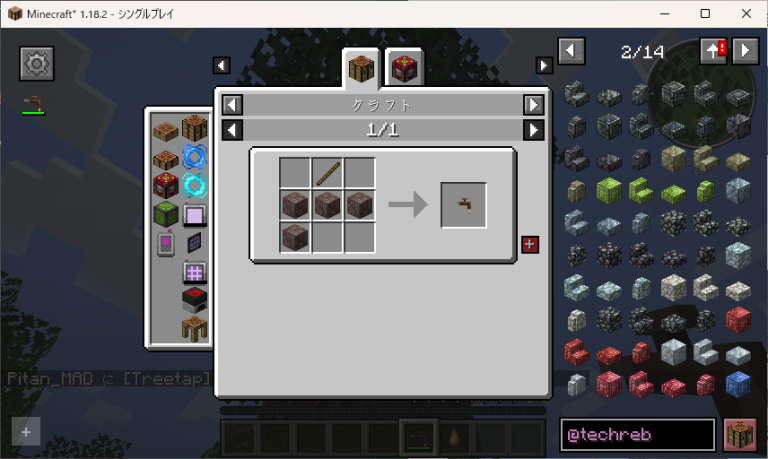 Minecraft* 1.18.2 - シングルプレイ
2/14
クラフト
1/1
Pitan_MAD に [Treetap]
@techreb